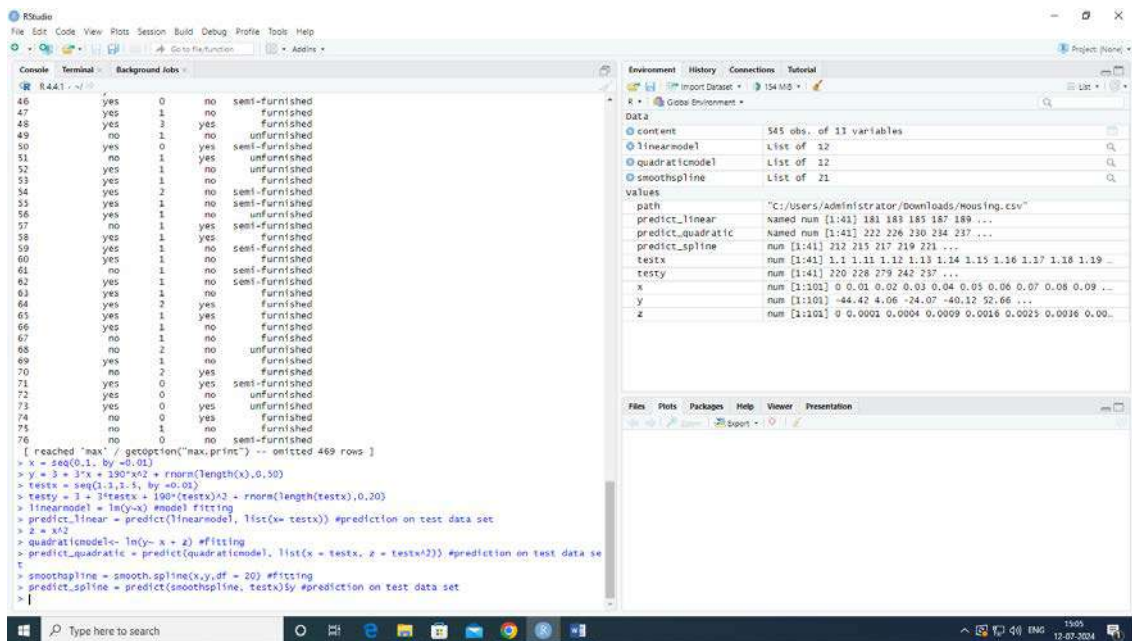 RStudio
File Edit Code View Plots Session Build Debug Profile Tools Help
Go to file/function Addins Project: (None)
Console Terminal Background Jobs
R 4.4.1 · ~/
46 yes 0 no semi-furnished
47 yes 1 no furnished
48 yes 3 yes furnished
49 no 1 no unfurnished
50 yes 0 yes semi-furnished
51 no 1 yes unfurnished
52 yes 1 no unfurnished
53 yes 1 no furnished
54 yes 2 no semi-furnished
55 yes 1 no semi-furnished
56 yes 1 no unfurnished
57 no 1 yes semi-furnished
58 yes 1 yes furnished
59 yes 1 no semi-furnished
60 yes 1 no furnished
61 no 1 no semi-furnished
62 yes 1 no semi-furnished
63 yes 1 no furnished
64 yes 2 yes furnished
65 yes 1 yes furnished
66 yes 1 no furnished
67 no 1 no furnished
68 no 2 no unfurnished
69 yes 1 no furnished
70 no 2 yes furnished
71 yes 0 yes semi-furnished
72 yes 0 no unfurnished
73 yes 0 yes unfurnished
74 no 0 yes furnished
75 no 1 no furnished
76 no 0 no semi-furnished
[ reached 'max' / getOption("max.print") -- omitted 469 rows ]
> x = seq(0,1, by =0.01)
> y = 3 + 3*x + 190*x^2 + rnorm(length(x),0,50)
> testx = seq(1.1,1.5, by =0.01)
> testy = 3 + 3*testx + 190*(testx)^2 + rnorm(length(testx),0,20)
> linearmodel = lm(y~x) #model fitting
> predict_linear = predict(linearmodel, list(x= testx)) #prediction on test data set
> z = x^2
> quadraticmodel<- lm(y~ x + z) #fitting
> predict_quadratic = predict(quadraticmodel, list(x = testx, z = testx^2)) #prediction on test data se
t
> smoothspline = smooth.spline(x,y,df = 20) #fitting
> predict_spline = predict(smoothspline, testx)$y #prediction on test data set
>
Environment History Connections Tutorial
Import Dataset 154 MiB List
R Global Environment
Data
content 545 obs. of 13 variables
linearmodel List of 12
quadraticmodel List of 12
smoothspline List of 21
values
path "C:/Users/Administrator/Downloads/Housing.csv"
predict_linear Named num [1:41] 181 183 185 187 189 ...
predict_quadratic Named num [1:41] 222 226 230 234 237 ...
predict_spline num [1:41] 212 215 217 219 221 ...
testx num [1:41] 1.1 1.11 1.12 1.13 1.14 1.15 1.16 1.17 1.18 1.19 ...
testy num [1:41] 220 228 279 242 237 ...
x num [1:101] 0 0.01 0.02 0.03 0.04 0.05 0.06 0.07 0.08 0.09 ...
y num [1:101] -44.42 4.06 -24.07 -40.12 52.66 ...
z num [1:101] 0 0.0001 0.0004 0.0009 0.0016 0.0025 0.0036 0.00...
Files Plots Packages Help Viewer Presentation
Zoom Export
Type here to search
ENG
15:05
12-07-2024